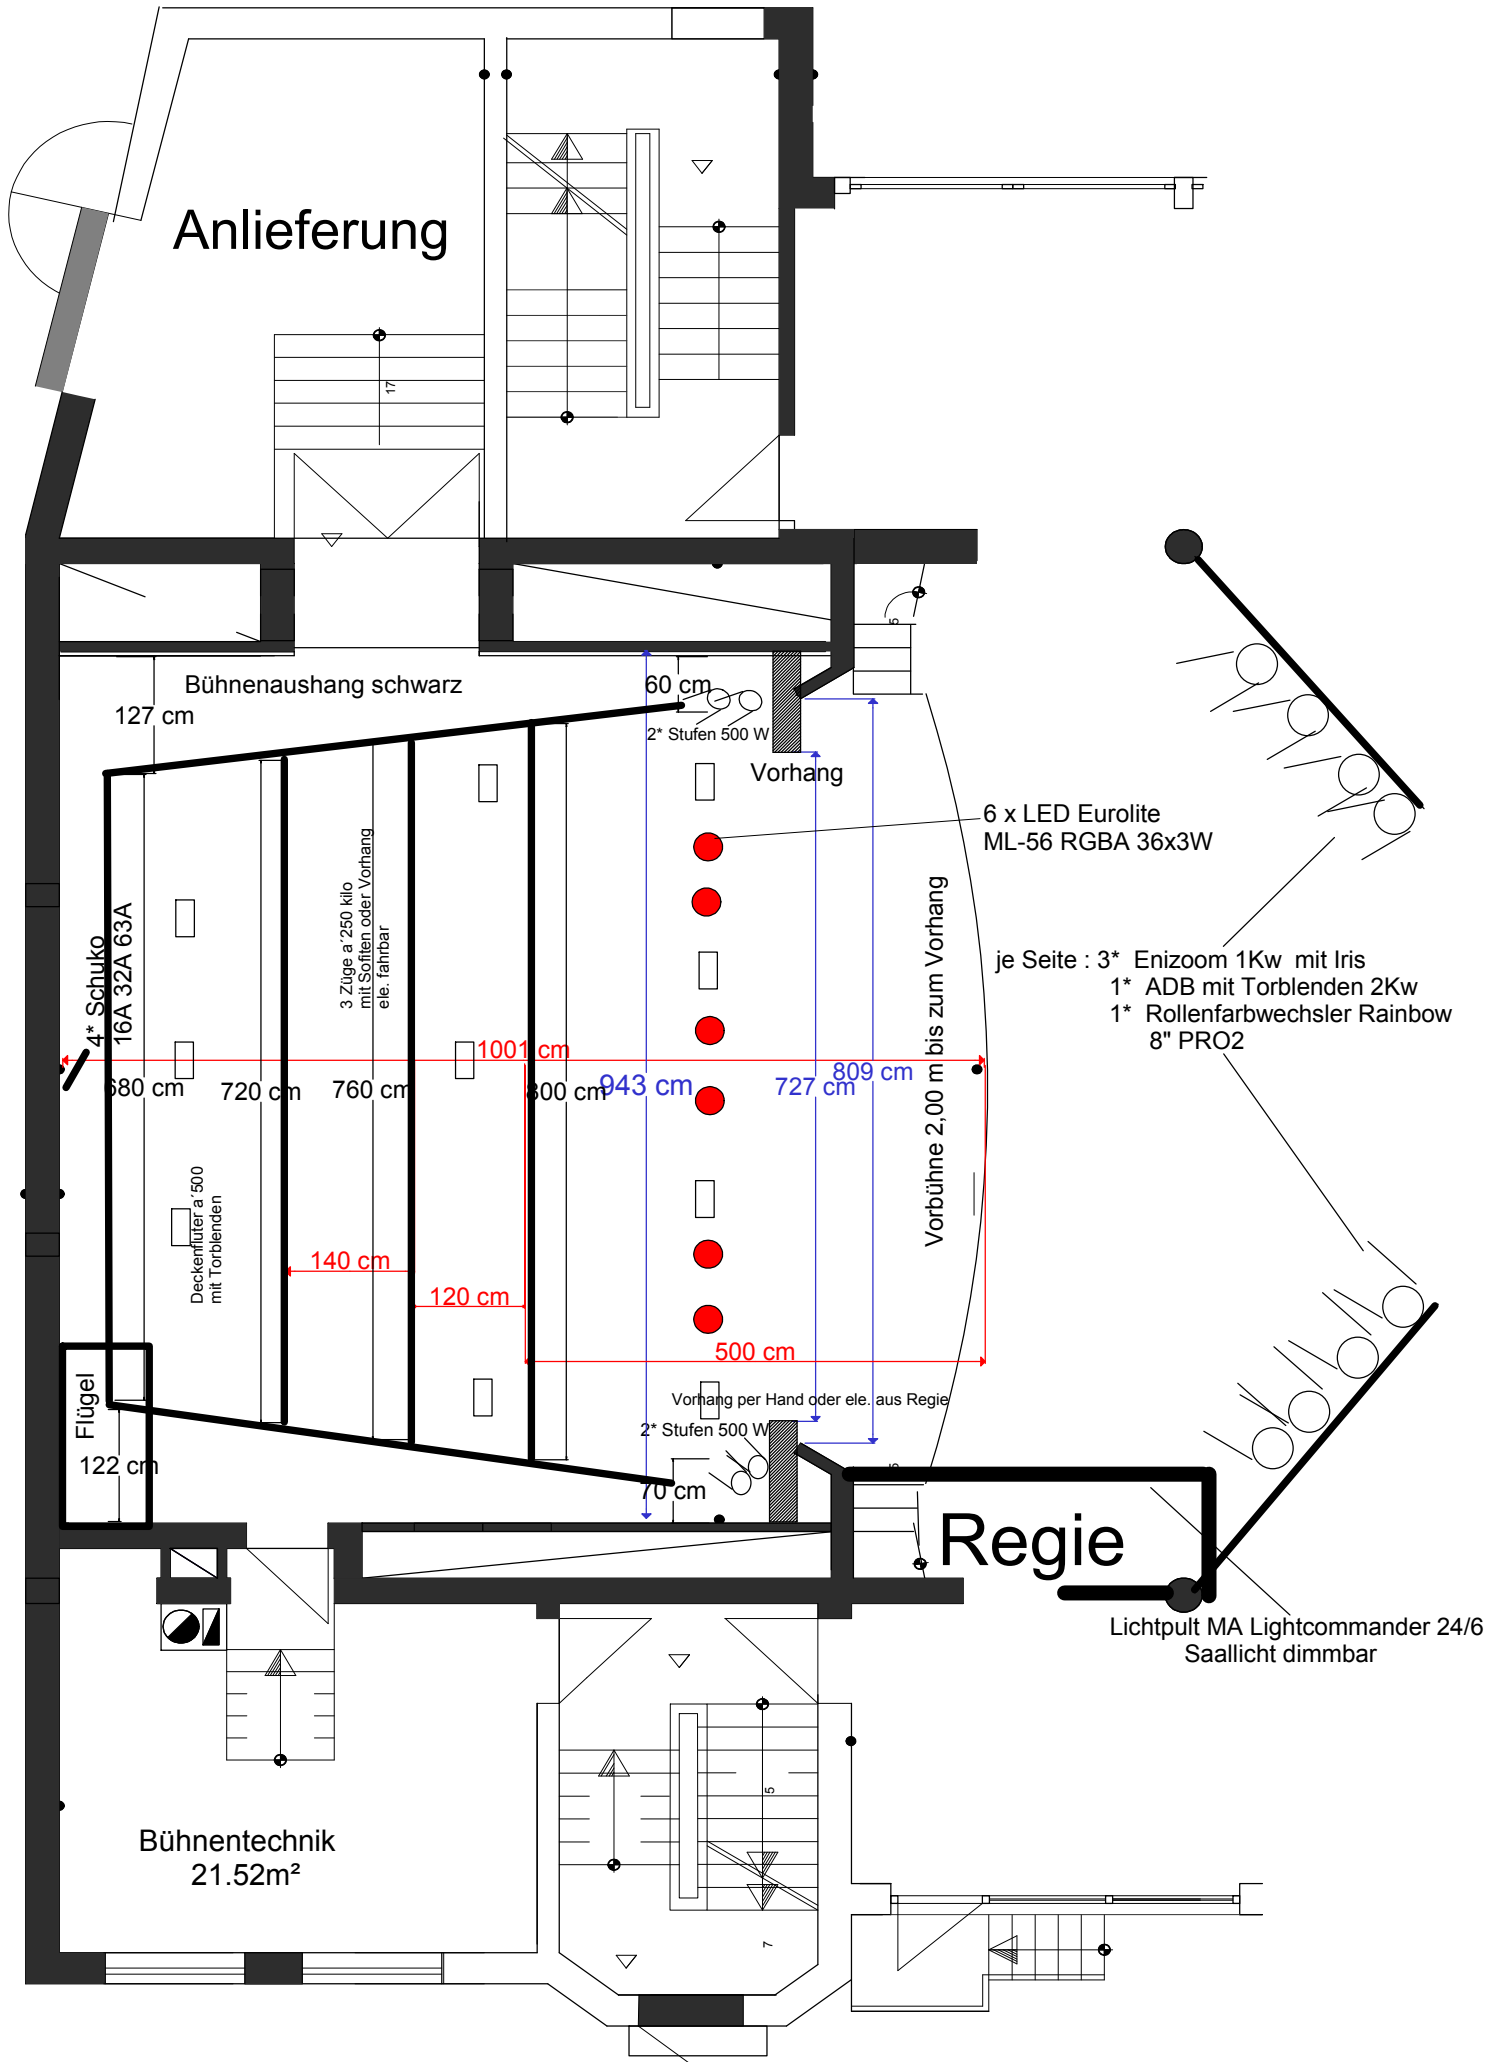 Anlieferung
17
5
Bühnenaushang schwarz
127 cm
60 cm
2* Stufen 500 W
Vorhang
6 x LED Eurolite
ML-56 RGBA 36x3W
3 Züge a´250 kilo
mit Sofiten oder Vorhang
ele. fahrbar
4* Schuko
16A 32A 63A
Vorbühne 2,00 m bis zum Vorhang
je Seite : 3* Enizoom 1Kw mit Iris
1* ADB mit Torblenden 2Kw
1* Rollenfarbwechsler Rainbow
8" PRO2
1001 cm
680 cm
720 cm
760 cm
800 cm
943 cm
727 cm
809 cm
Deckenfluter a´500
mit Torblenden
140 cm
120 cm
500 cm
Flügel
Vorhang per Hand oder ele. aus Regie
2* Stufen 500 W
122 cm
70 cm
5
Regie
Lichtpult MA Lightcommander 24/6
Saallicht dimmbar
5
Bühnentechnik
21.52m²
7